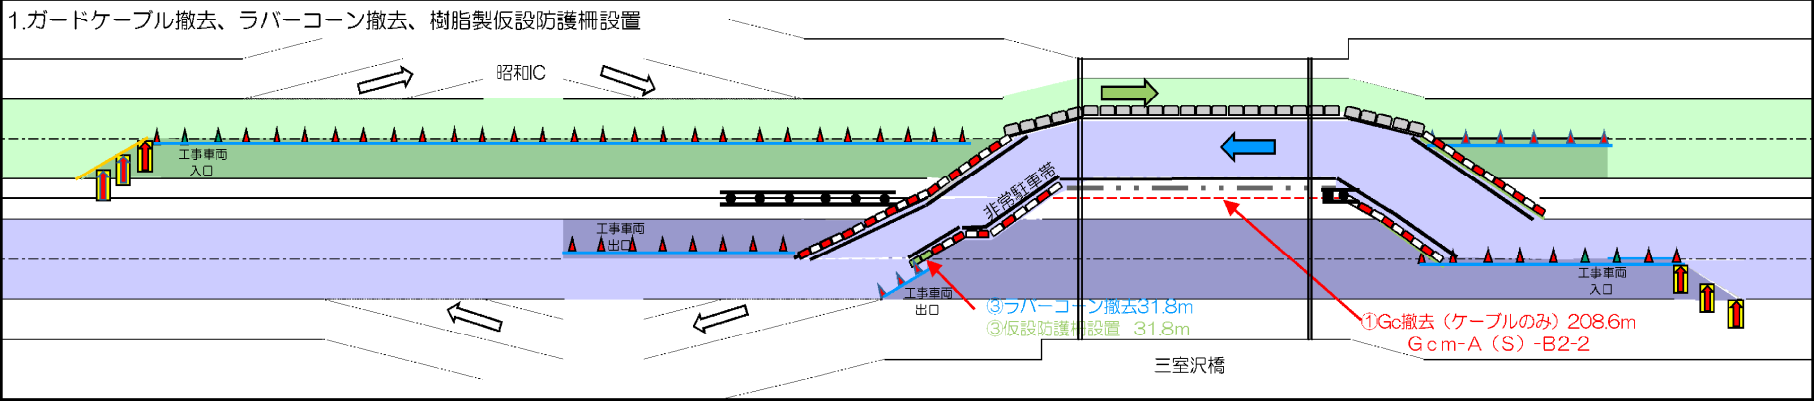 1.ガードケーブル撤去、ラバーコーン撤去、樹脂製仮設防護柵設置
昭和IC
工事車両
入口
非常駐車帯
工事車両
出口
工事車両
入口
工事車両
出口
③ラバーコーン撤去31.8m
③仮設防護柵設置 31.8m
①Gc撤去（ケーブルのみ）208.6m
Gcm-A（S）-B2-2
三室沢橋